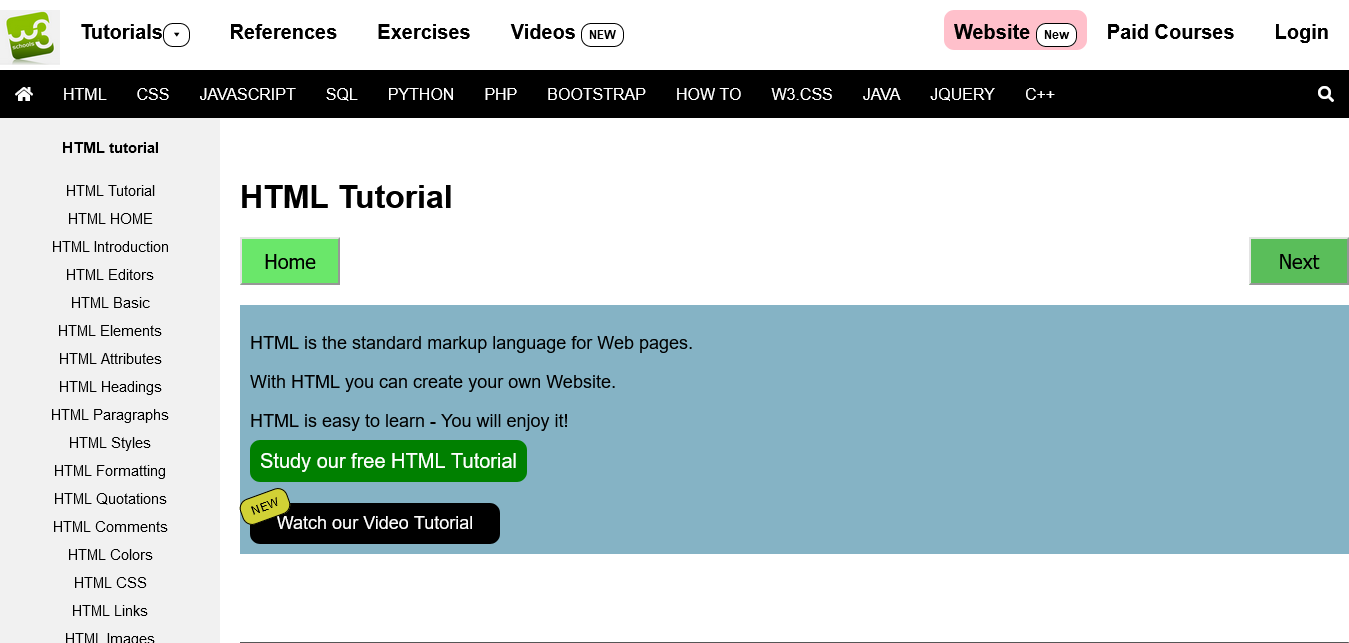 W3 schools Tutorials References Exercises Videos NEW Website New Paid Courses Login
HTML CSS JAVASCRIPT SQL PYTHON PHP BOOTSTRAP HOW TO W3.CSS JAVA JQUERY C++
HTML tutorial
HTML Tutorial
HTML HOME
HTML Introduction
HTML Editors
HTML Basic
HTML Elements
HTML Attributes
HTML Headings
HTML Paragraphs
HTML Styles
HTML Formatting
HTML Quotations
HTML Comments
HTML Colors
HTML CSS
HTML Links
HTML Images
HTML Tutorial
Home Next
HTML is the standard markup language for Web pages.
With HTML you can create your own Website.
HTML is easy to learn - You will enjoy it!
Study our free HTML Tutorial
NEW
Watch our Video Tutorial